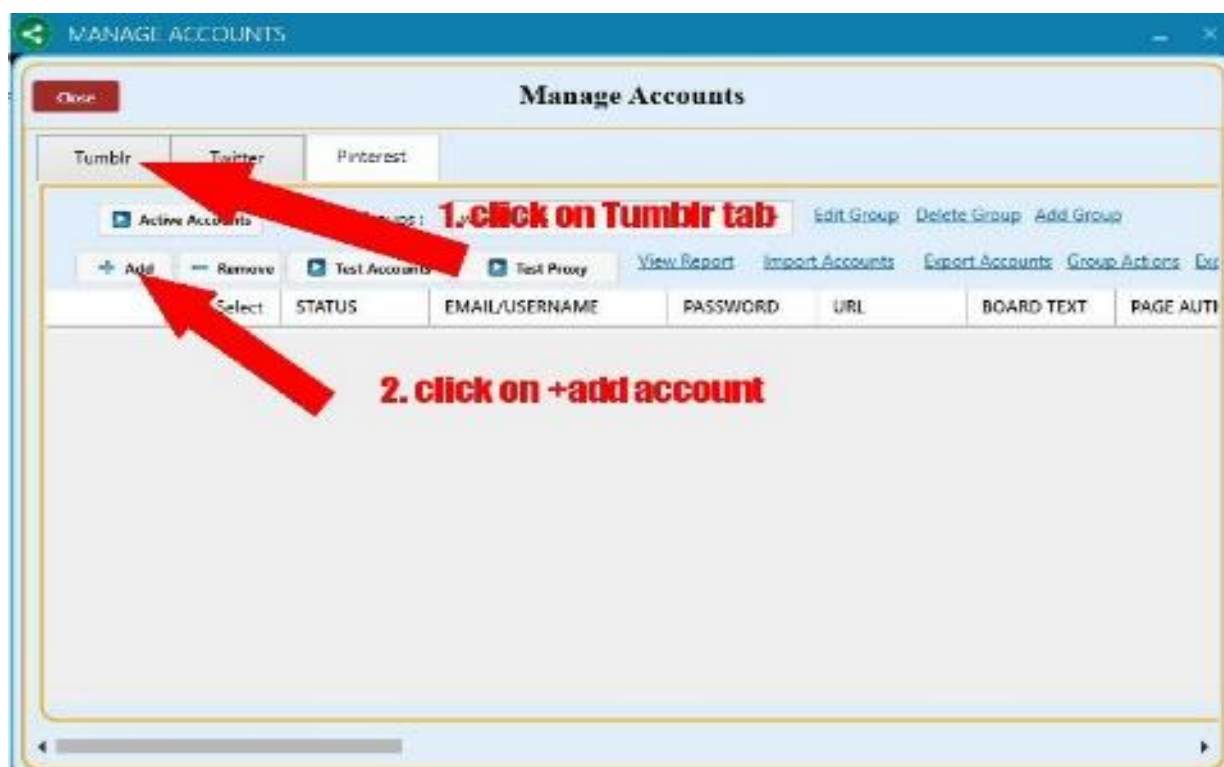 MANAGE ACCOUNTS
Close
Manage Accounts
Tumblr Twitter Pinterest
1. click on Tumblr tab
Active Accounts Edit Group Delete Group Add Group
Add Remove Test Accounts Test Proxy View Report Import Accounts Export Accounts Group Actions
Select STATUS EMAIL/USERNAME PASSWORD URL BOARD TEXT PAGE AUTH
2. click on +add account